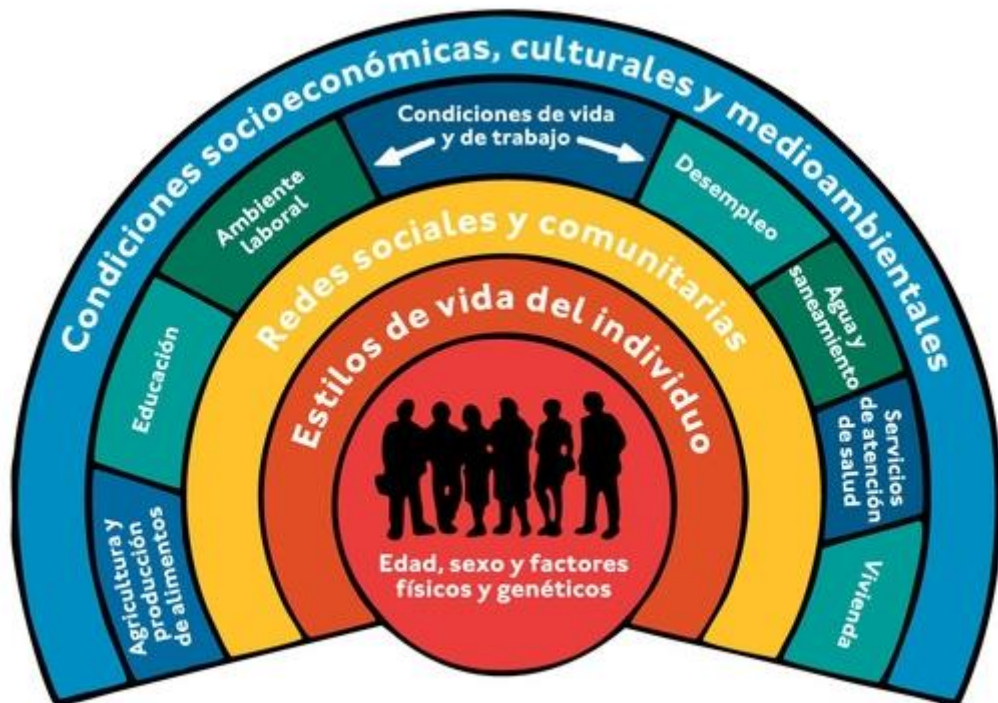 Condiciones socioeconómicas, culturales y medioambientales
Condiciones de vida
y de trabajo
Agricultura y
producción
de alimentos
Educación
Ambiente
laboral
Desempleo
Agua y
saneamiento
Servicios
de atención
de salud
Vivienda
Redes sociales y comunitarias
Estilos de vida del individuo
Edad, sexo y factores
físicos y genéticos